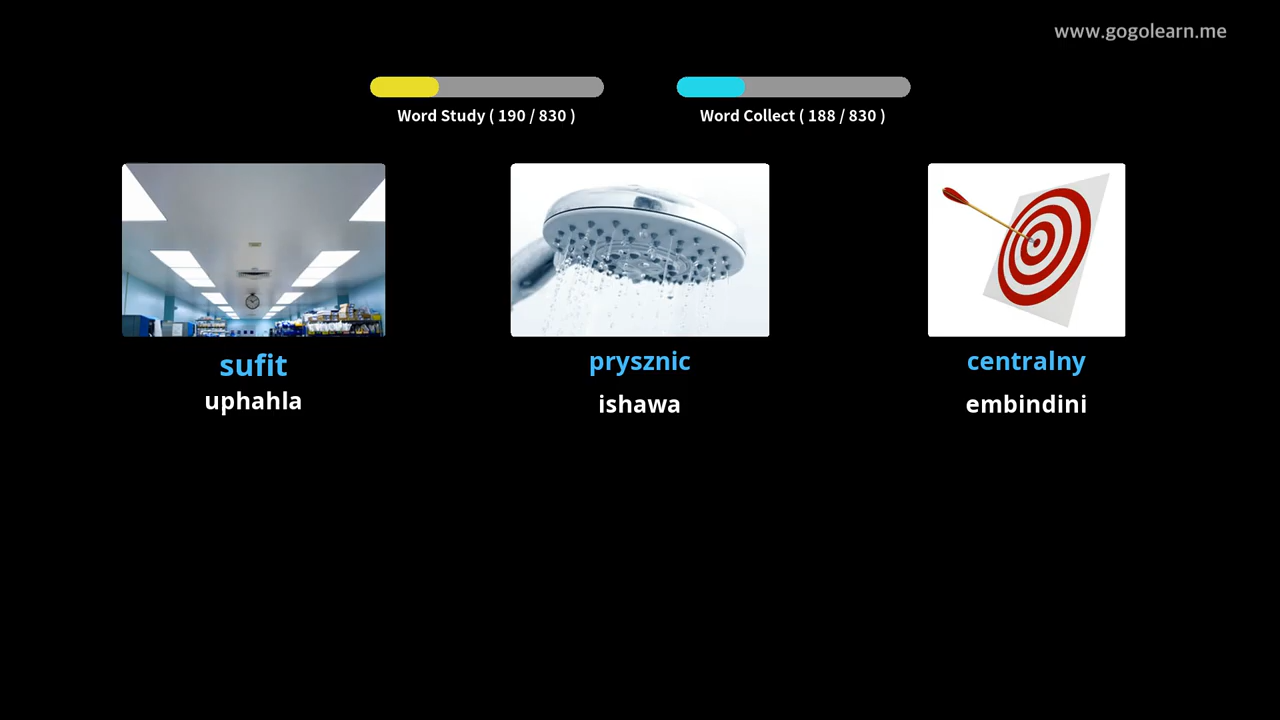 www.gogolearn.me
Word Study ( 190 / 830 )
Word Collect ( 188 / 830 )
sufit
uphahla
prysznic
ishawa
centralny
embindini